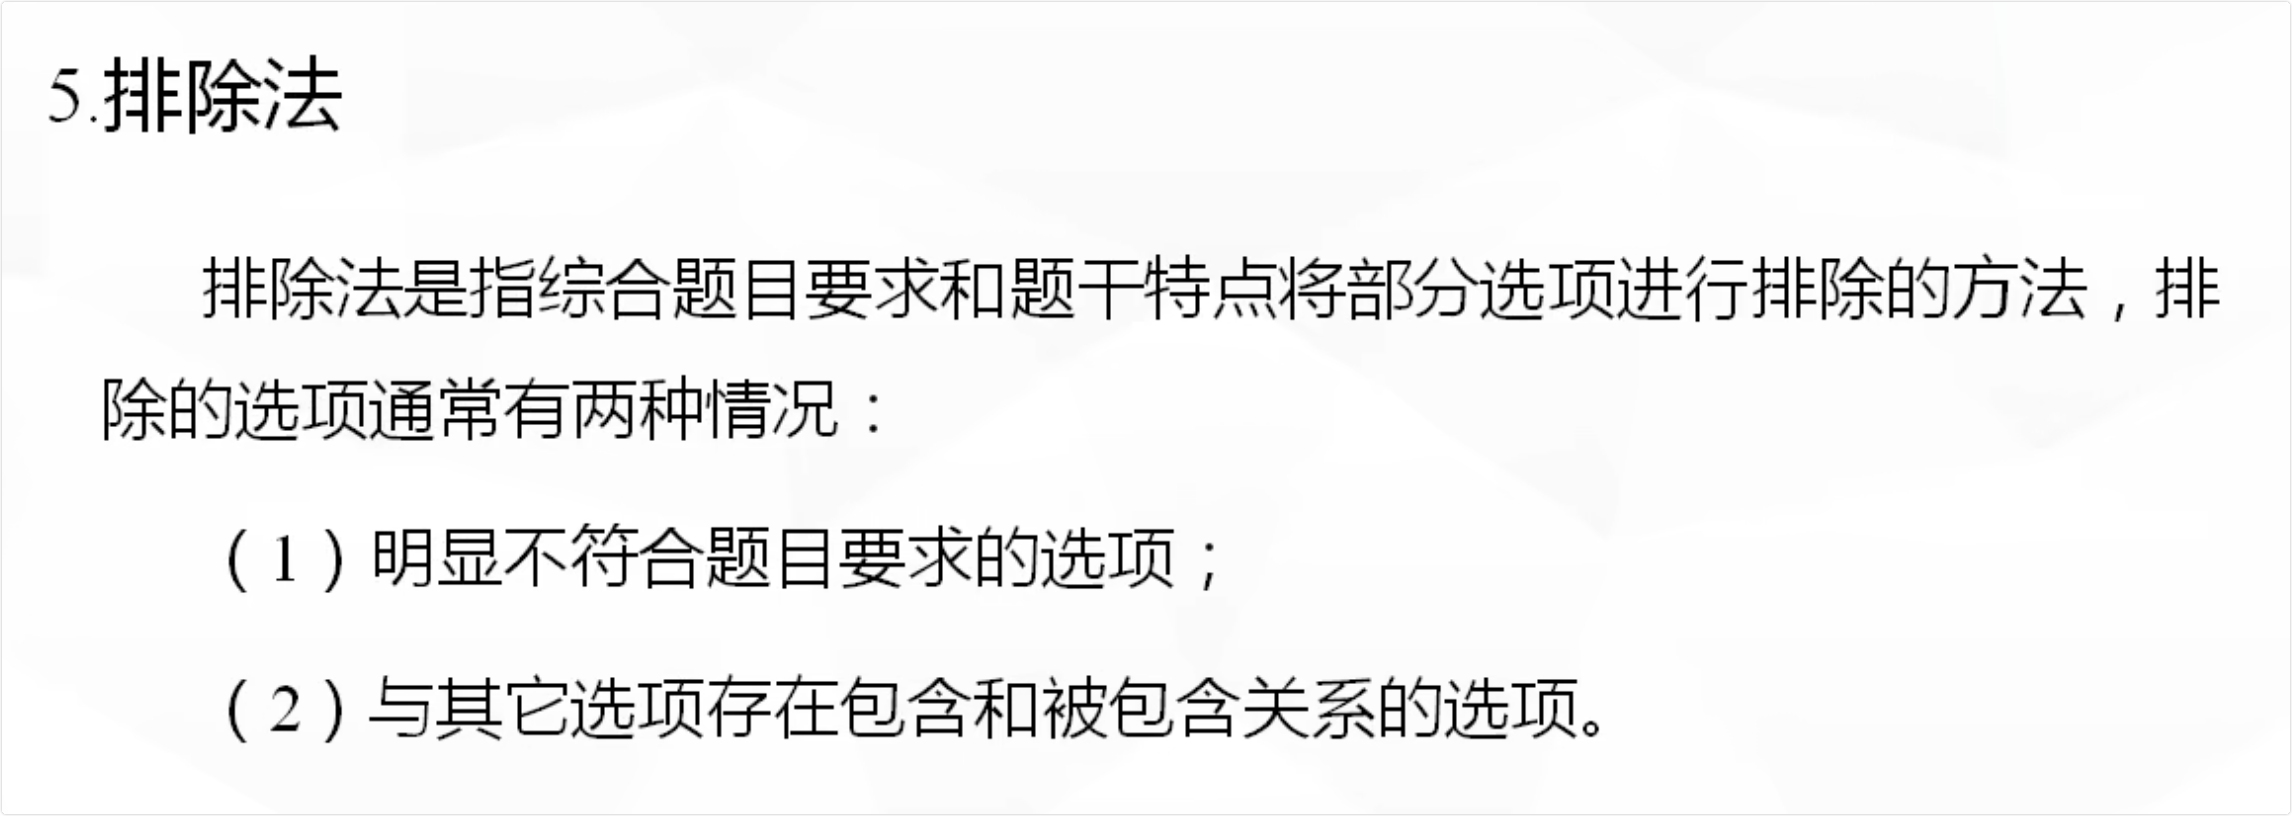 5.排除法
排除法是指综合题目要求和题干特点将部分选项进行排除的方法，排
除的选项通常有两种情况：
（1）明显不符合题目要求的选项；
（2）与其它选项存在包含和被包含关系的选项。